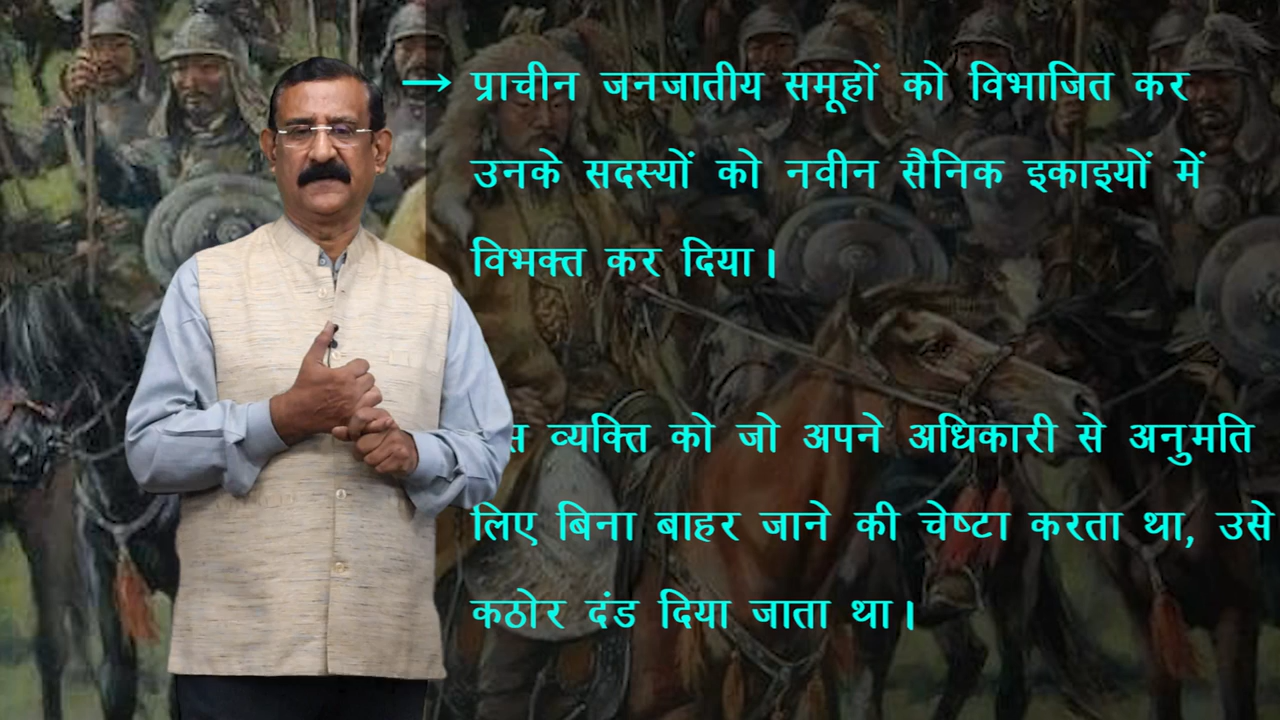 → प्राचीन जनजातीय समूहों को विभाजित कर
उनके सदस्यों को नवीन सैनिक इकाइयों में
विभक्त कर दिया।
व्यक्ति को जो अपने अधिकारी से अनुमति
लिए बिना बाहर जाने की चेष्टा करता था, उसे
कठोर दंड दिया जाता था।